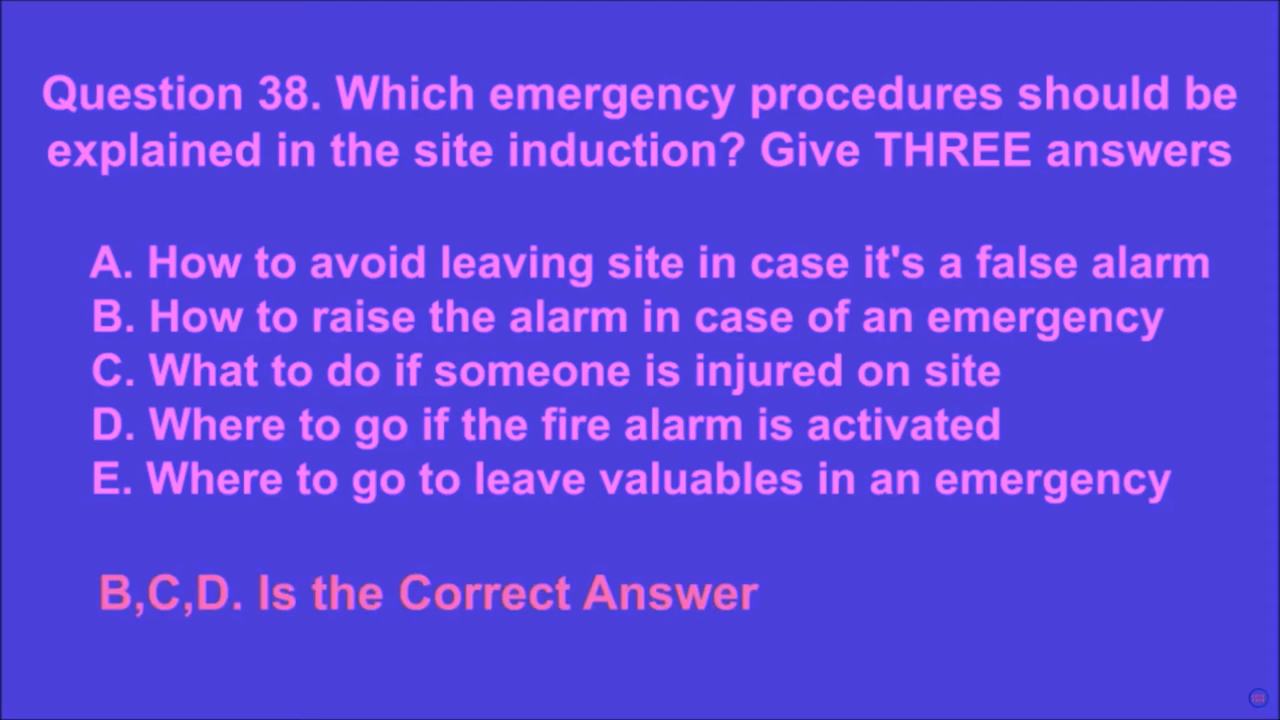 Question 38. Which emergency procedures should be
explained in the site induction? Give THREE answers
A. How to avoid leaving site in case it's a false alarm
B. How to raise the alarm in case of an emergency
C. What to do if someone is injured on site
D. Where to go if the fire alarm is activated
E. Where to go to leave valuables in an emergency
B,C,D. Is the Correct Answer